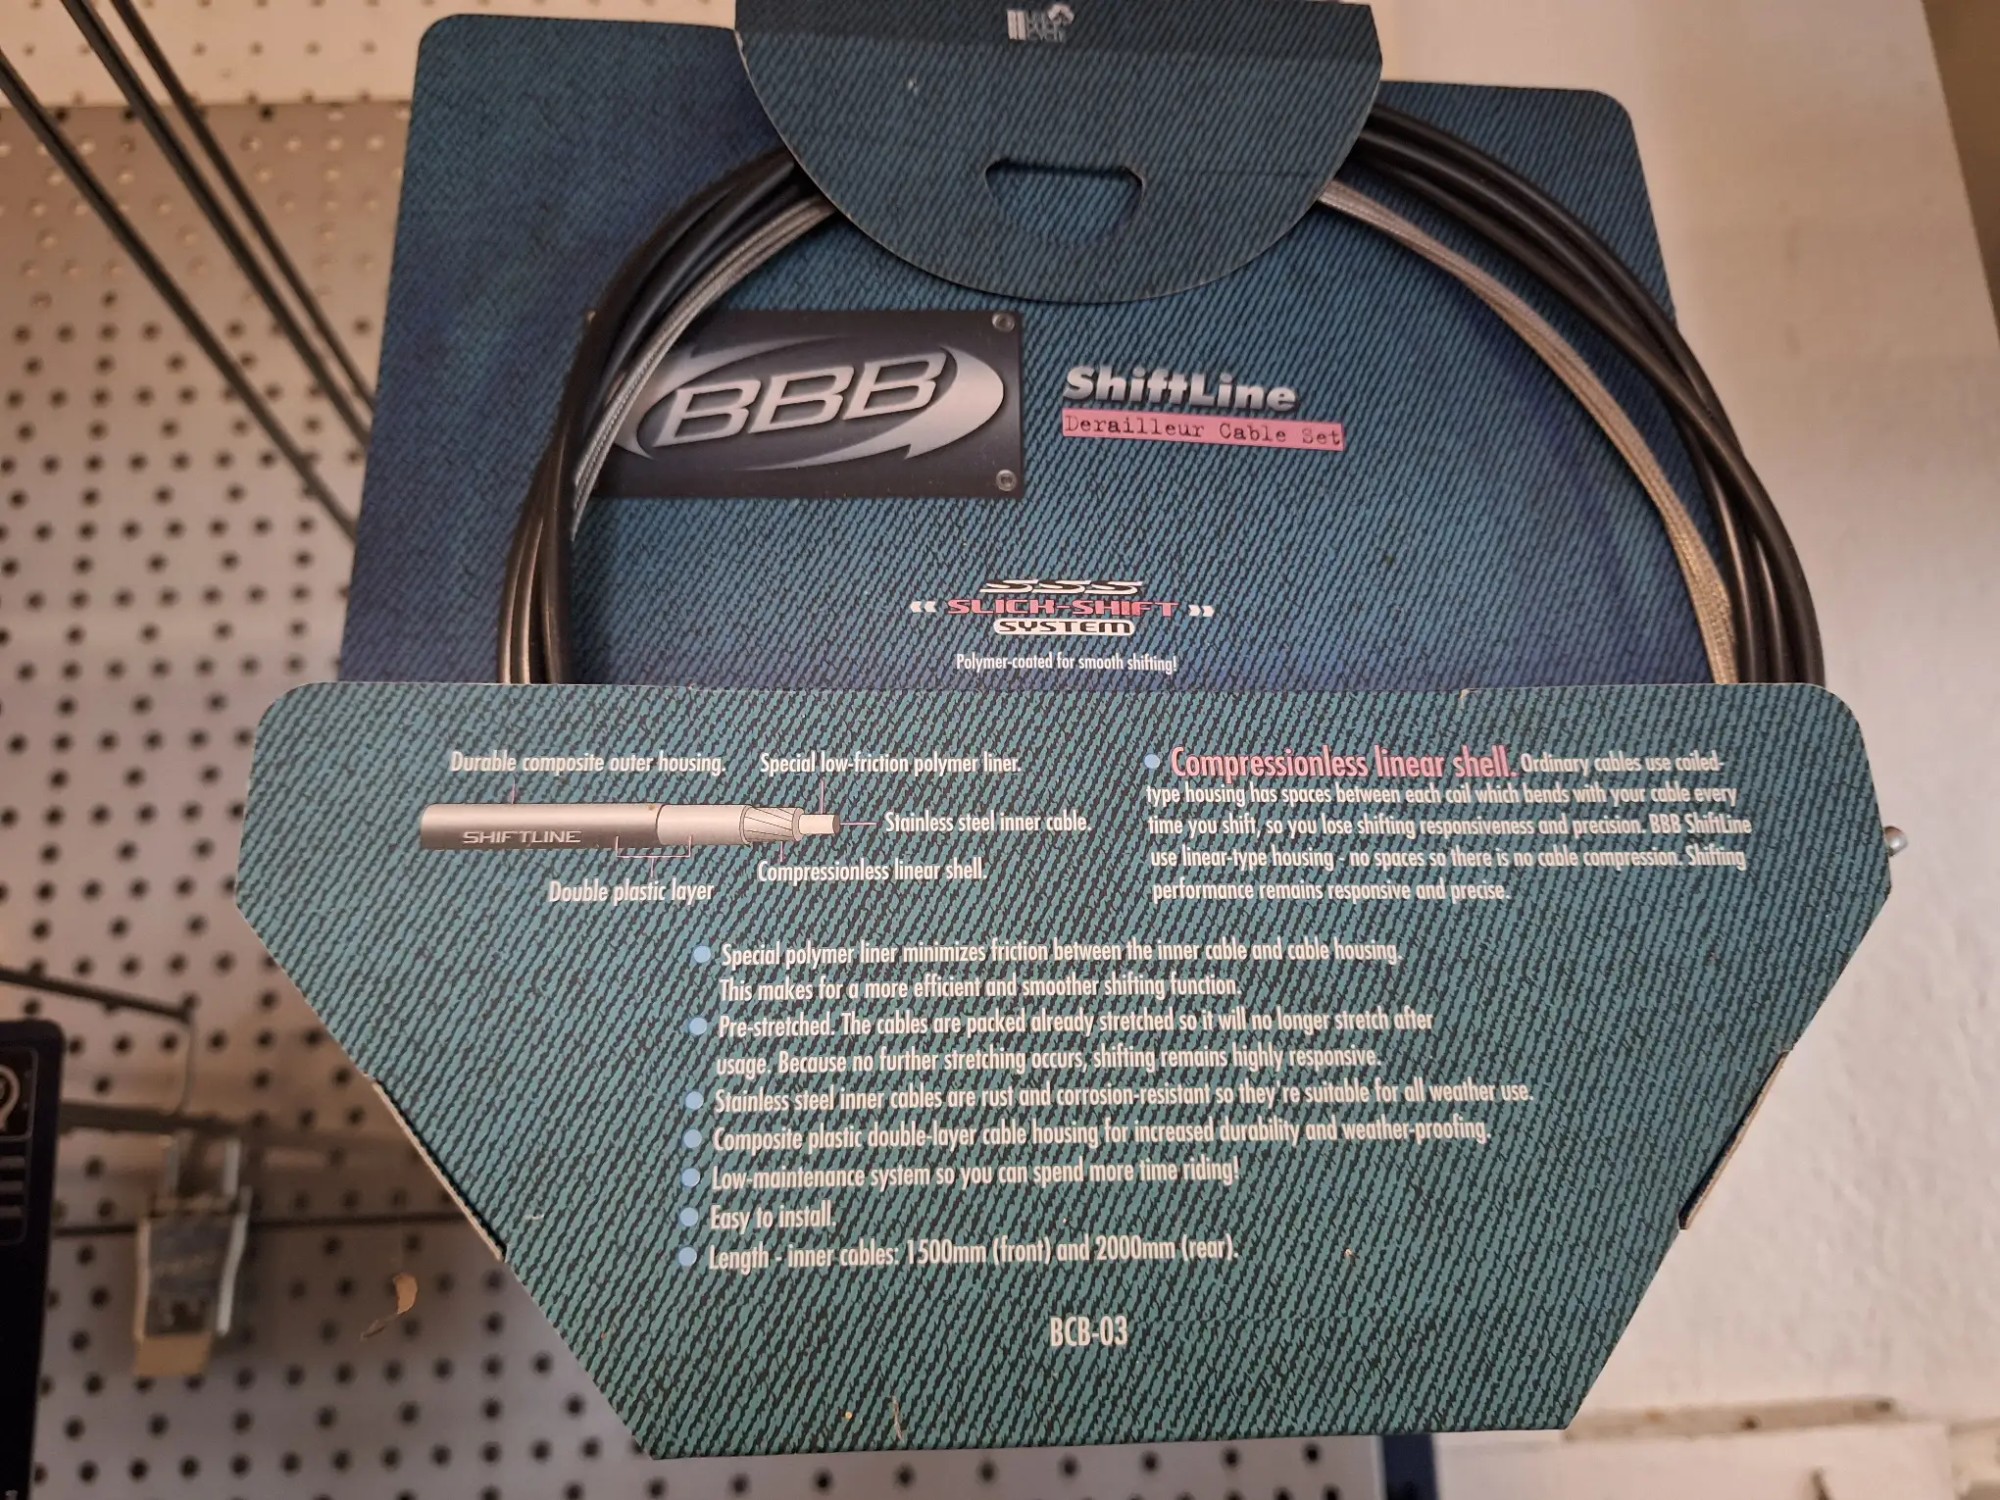 BBB
ShiftLine
Derailleur Cable Set
SSS
SLICK-SHIFT
SYSTEM
Polymer-coated for smooth shifting!
Durable composite outer housing.
Special low-friction polymer liner.
SHIFTLINE
Stainless steel inner cable.
Compressionless linear shell.
Double plastic layer
Compressionless linear shell. Ordinary cables use coiled-
type housing has spaces between each coil which bends with your cable every
time you shift, so you lose shifting responsiveness and precision. BBB ShiftLine
use linear-type housing - no spaces so there is no cable compression. Shifting
performance remains responsive and precise.
Special polymer liner minimizes friction between the inner cable and cable housing.
This makes for a more efficient and smoother shifting function.
Pre-stretched. The cables are packed already stretched so it will no longer stretch after
usage. Because no further stretching occurs, shifting remains highly responsive.
Stainless steel inner cables are rust and corrosion-resistant so they're suitable for all weather use.
Composite plastic double-layer cable housing for increased durability and weather-proofing.
Low-maintenance system so you can spend more time riding!
Easy to install.
Length - inner cables: 1500mm (front) and 2000mm (rear).
BCB-03